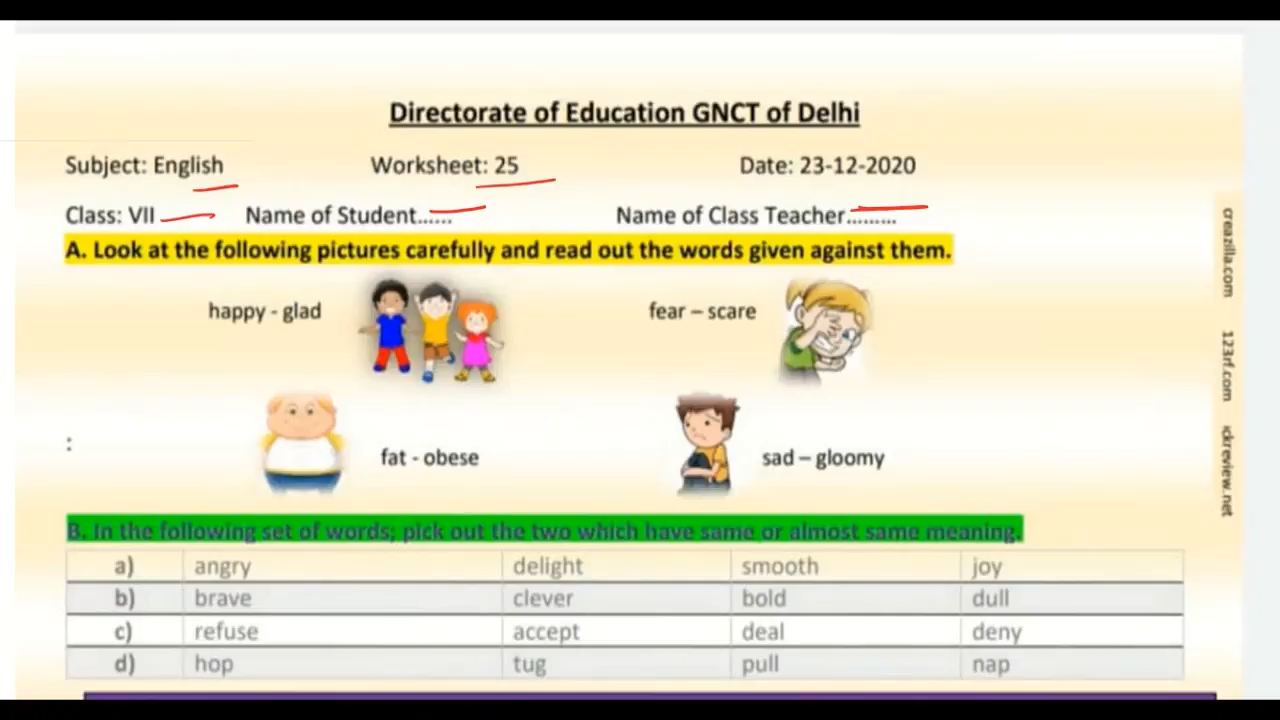 Directorate of Education GNCT of Delhi
Subject: English Worksheet: 25 Date: 23-12-2020
Class: VII Name of Student...... Name of Class Teacher.........
A. Look at the following pictures carefully and read out the words given against them.
happy - glad fear – scare
:
fat - obese sad – gloomy
B. In the following set of words; pick out the two which have same or almost same meaning.
a) angry delight smooth joy
b) brave clever bold dull
c) refuse accept deal deny
d) hop tug pull nap
creazilla.com 123rf.com ckreview.net